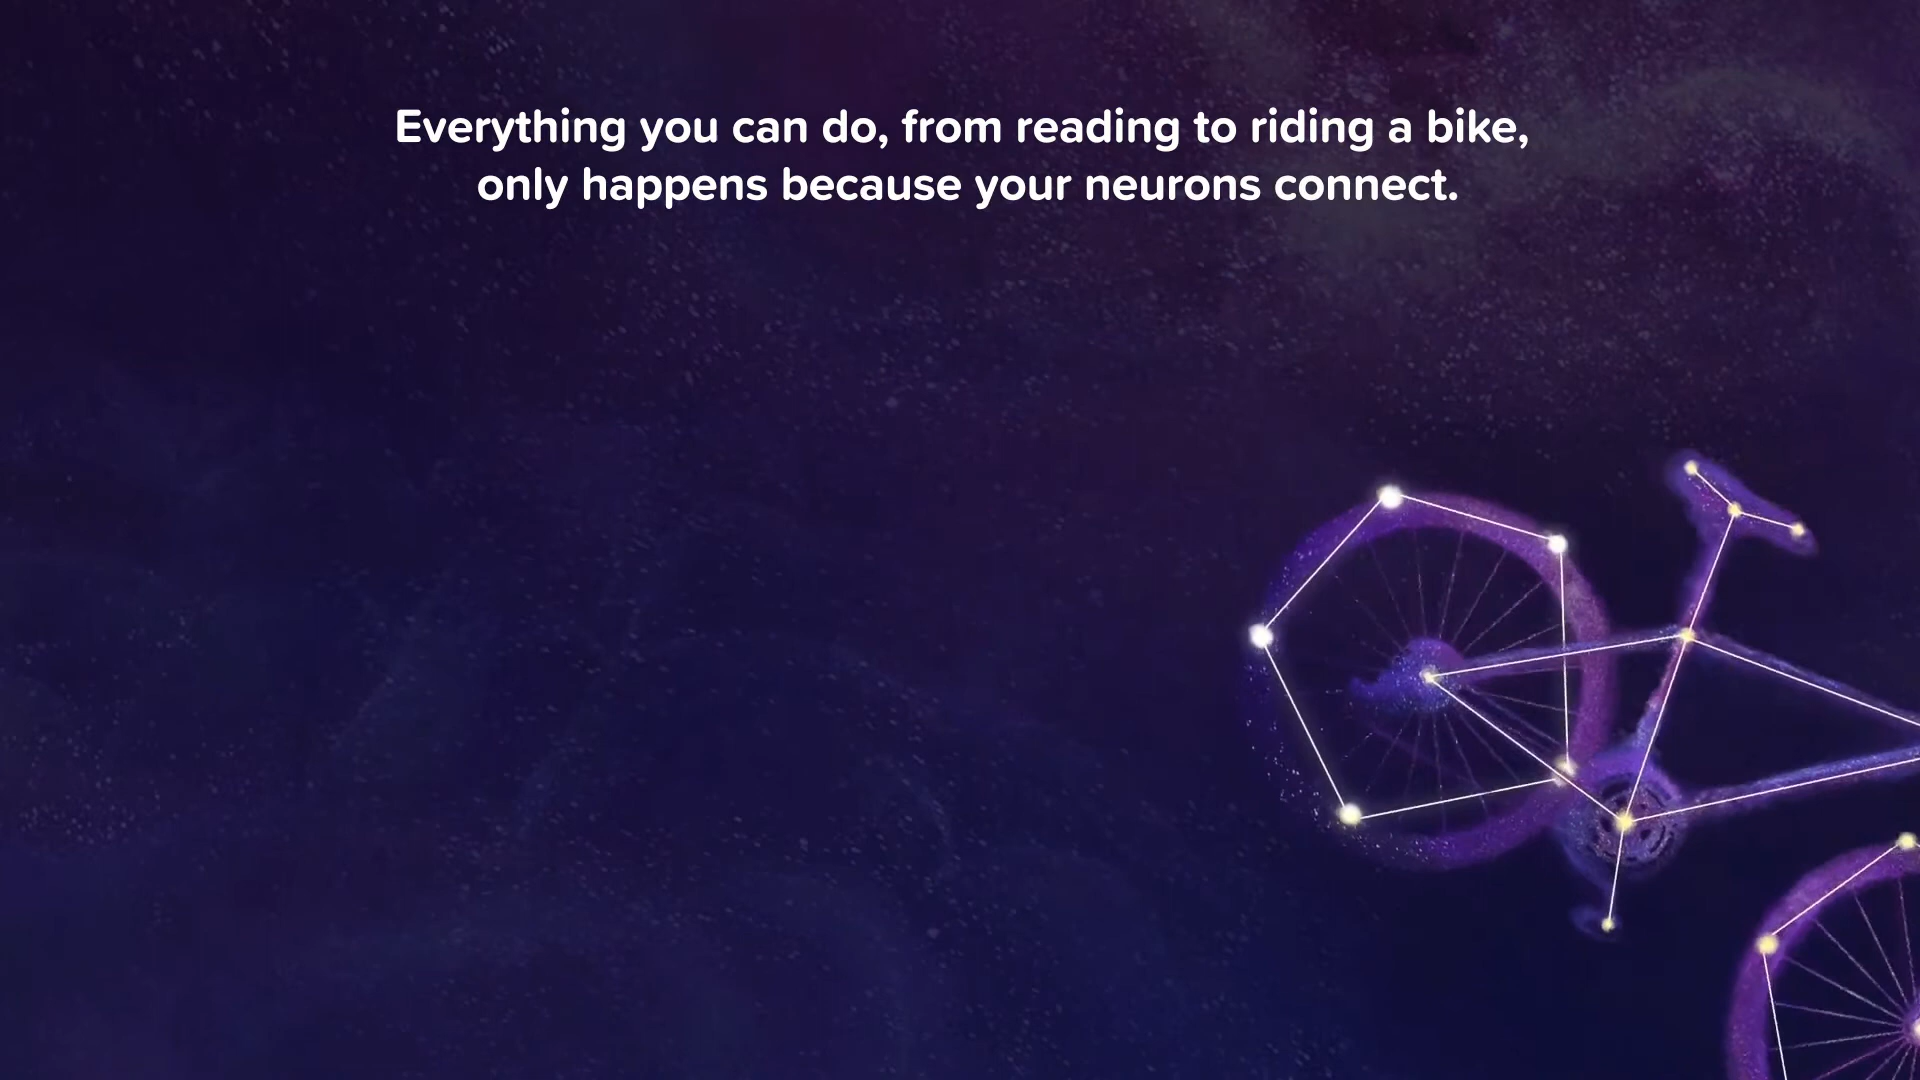 Everything you can do, from reading to riding a bike,
only happens because your neurons connect.